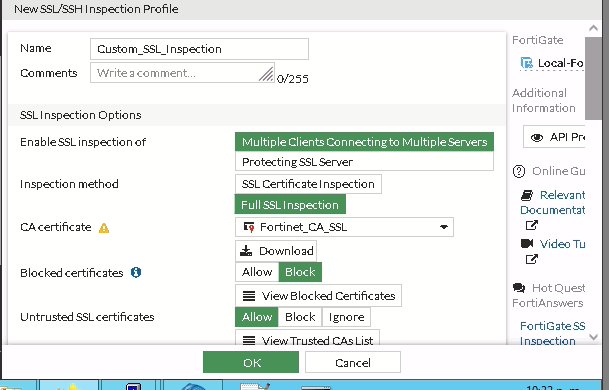 New SSL/SSH Inspection Profile
Name Custom_SSL_Inspection
Comments Write a comment... 0/255
SSL Inspection Options
Enable SSL inspection of Multiple Clients Connecting to Multiple Servers
Protecting SSL Server
Inspection method SSL Certificate Inspection
Full SSL Inspection
CA certificate Fortinet_CA_SSL
Download
Blocked certificates Allow Block
View Blocked Certificates
Untrusted SSL certificates Allow Block Ignore
View Trusted CAs List
OK Cancel
FortiGate
Local-Fo
Additional
Information
API Pre
Online Gu
Relevant
Documentat
Video Tu
Hot Quest
FortiAnswers
FortiGate SS
Inspection